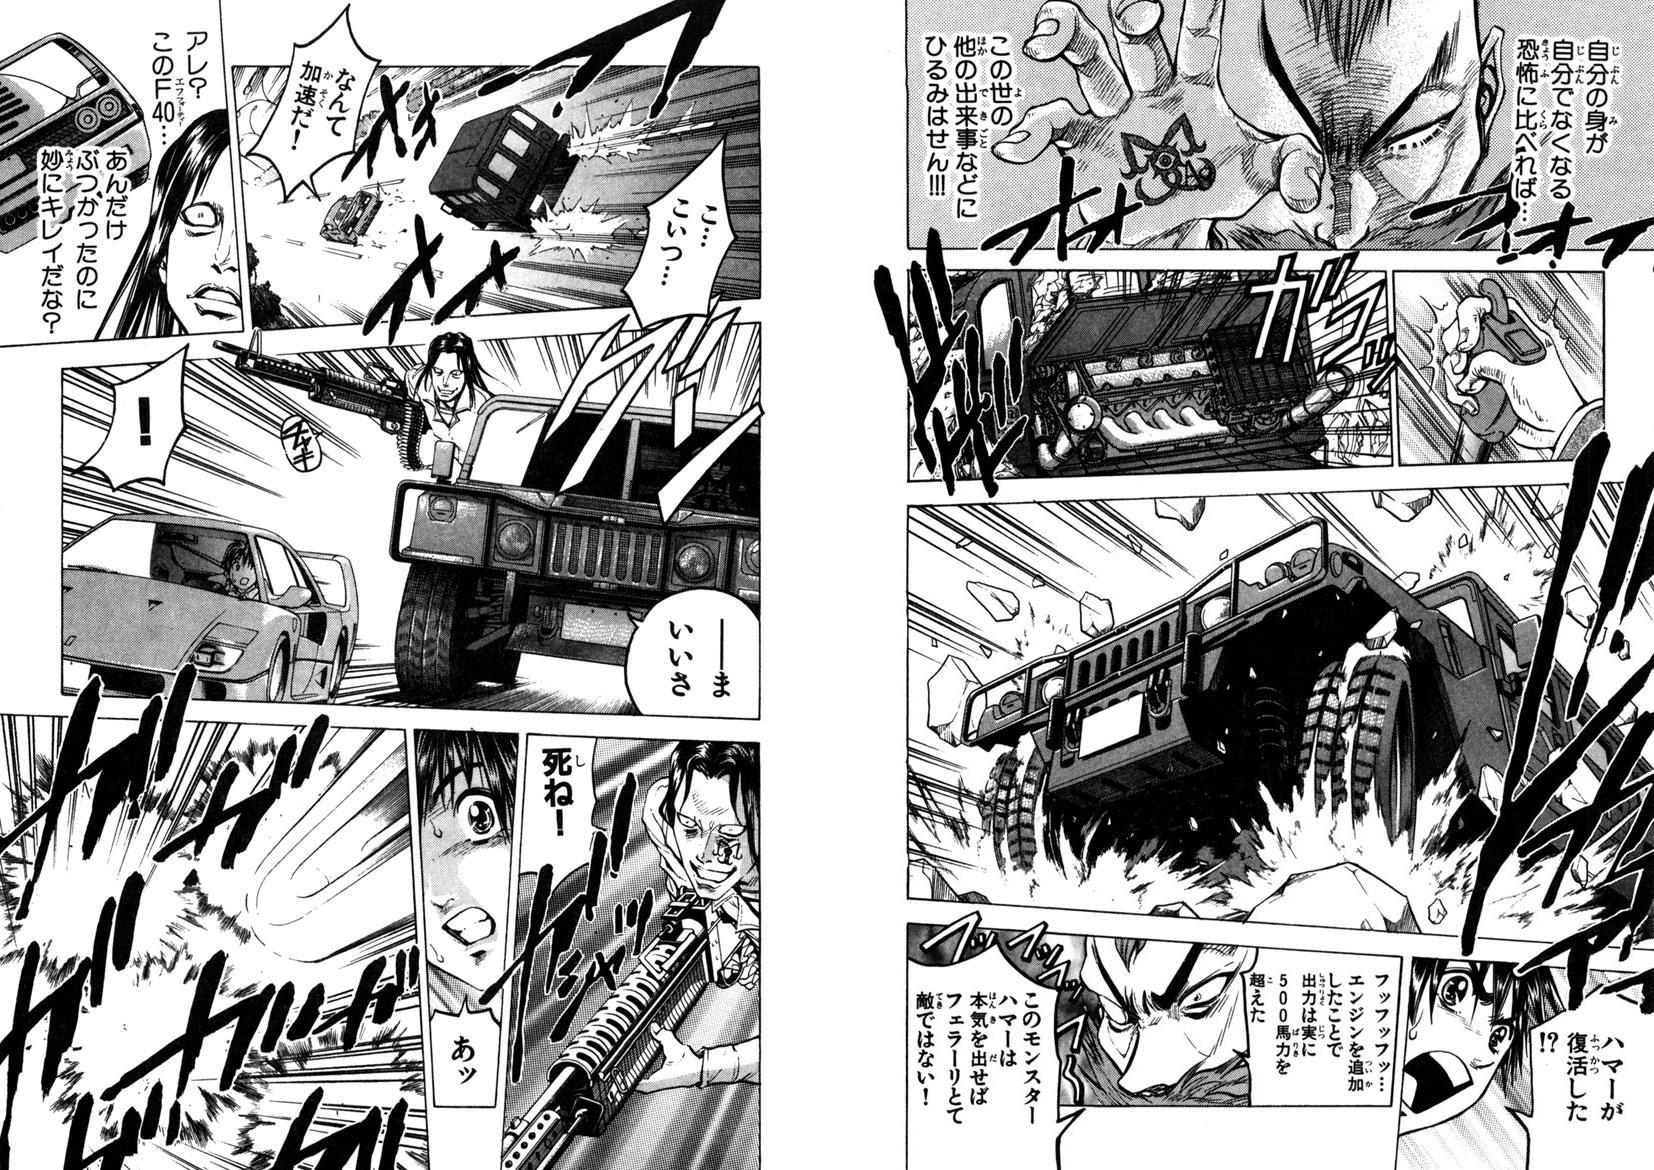 自分の身が
自分でなくなる
恐怖に比べれば…
この世の
他の出来事などに
ひるみはせん!!!
ハマーが
復活した
!?
フッフッフッ…
エンジンを追加
したことで
出力は実に
500馬力を
超えた
このモンスター
ハマーは
本気を出せば
フェラーリとて
敵ではない!
こ…
こいつ…
なんて
加速だ!
アレ?
このF40…
あんだけ
ぶつかったのに
妙にキレイだな?
チャキ
!
──ま
いいさ
死ね!
あッ